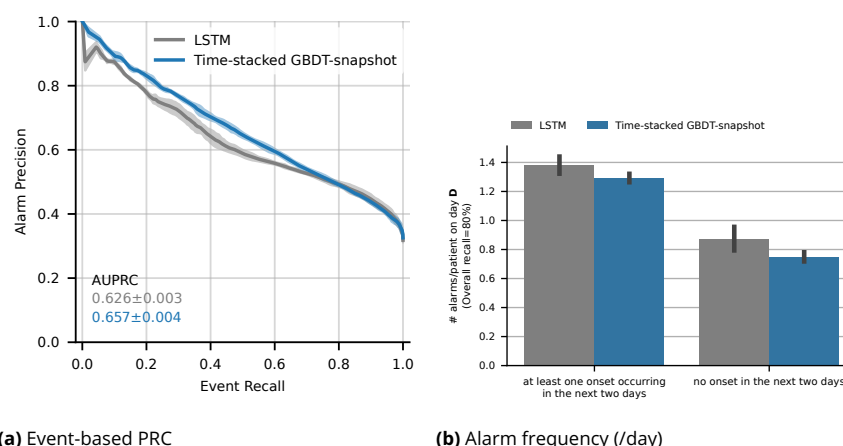 1.0
0.8
0.6
0.4
0.2
0.0
Alarm Precision
LSTM
Time-stacked GBDT-snapshot
AUPRC
0.626±0.003
0.657±0.004
0.0 0.2 0.4 0.6 0.8 1.0
Event Recall
(a) Event-based PRC
LSTM Time-stacked GBDT-snapshot
# alarms/patient on day D
(Overall recall=80%)
1.4
1.2
1.0
0.8
0.6
0.4
0.2
0.0
at least one onset occurring
in the next two days
no onset in the next two days
(b) Alarm frequency (/day)